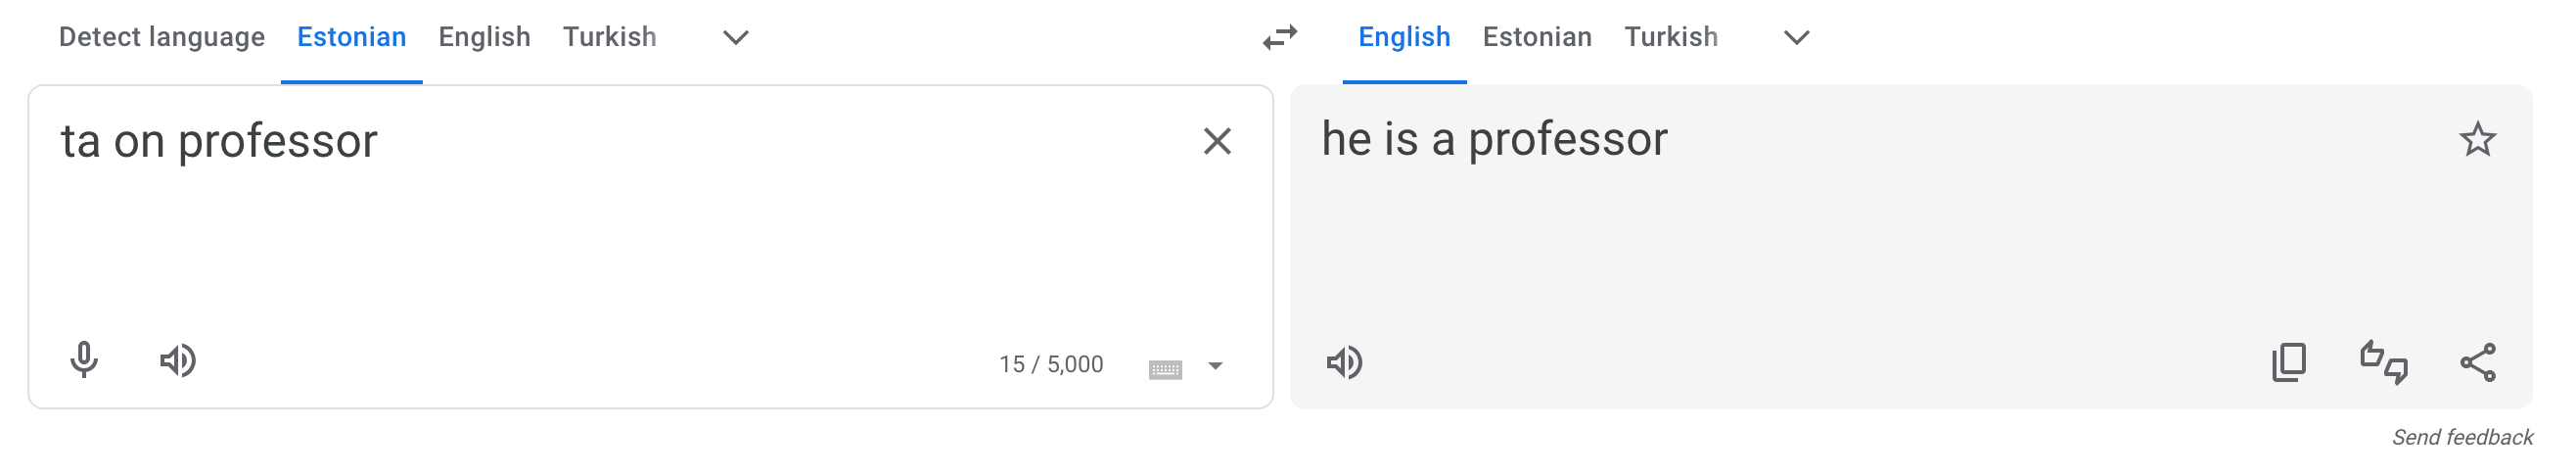 Detect language Estonian English Turkish English Estonian Turkish
ta on professor
he is a professor
15 / 5,000
Send feedback